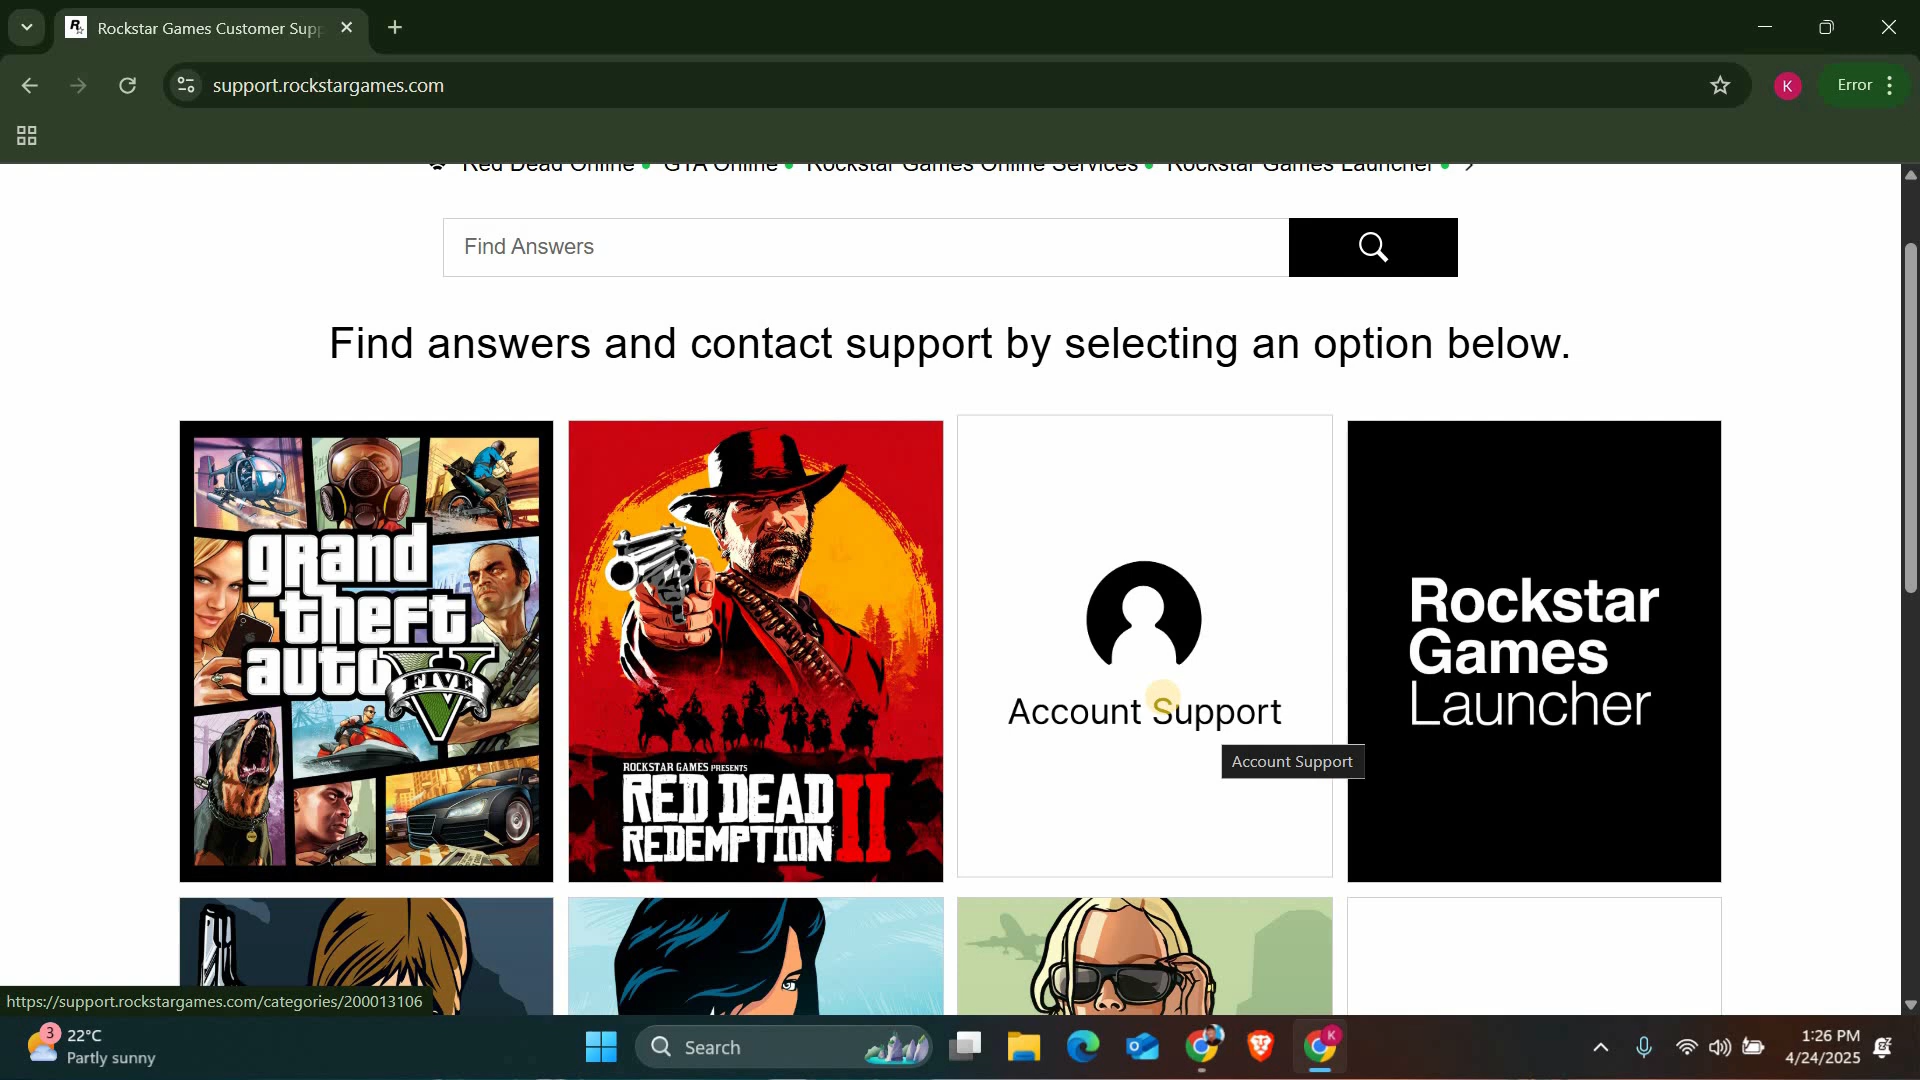 Rockstar Games Customer Supp
support.rockstargames.com
K
Error
Red Dead Online GTA Online Rockstar Games Online Services Rockstar Games Launcher
Find Answers
Find answers and contact support by selecting an option below.
grand
theft
auto
FIVE
ROCKSTAR GAMES PRESENTS
RED DEAD
REDEMPTION II
Account Support
Account Support
Rockstar
Games
Launcher
https://support.rockstargames.com/categories/200013106
3
22°C
Partly sunny
Search
K
1:26 PM
4/24/2025